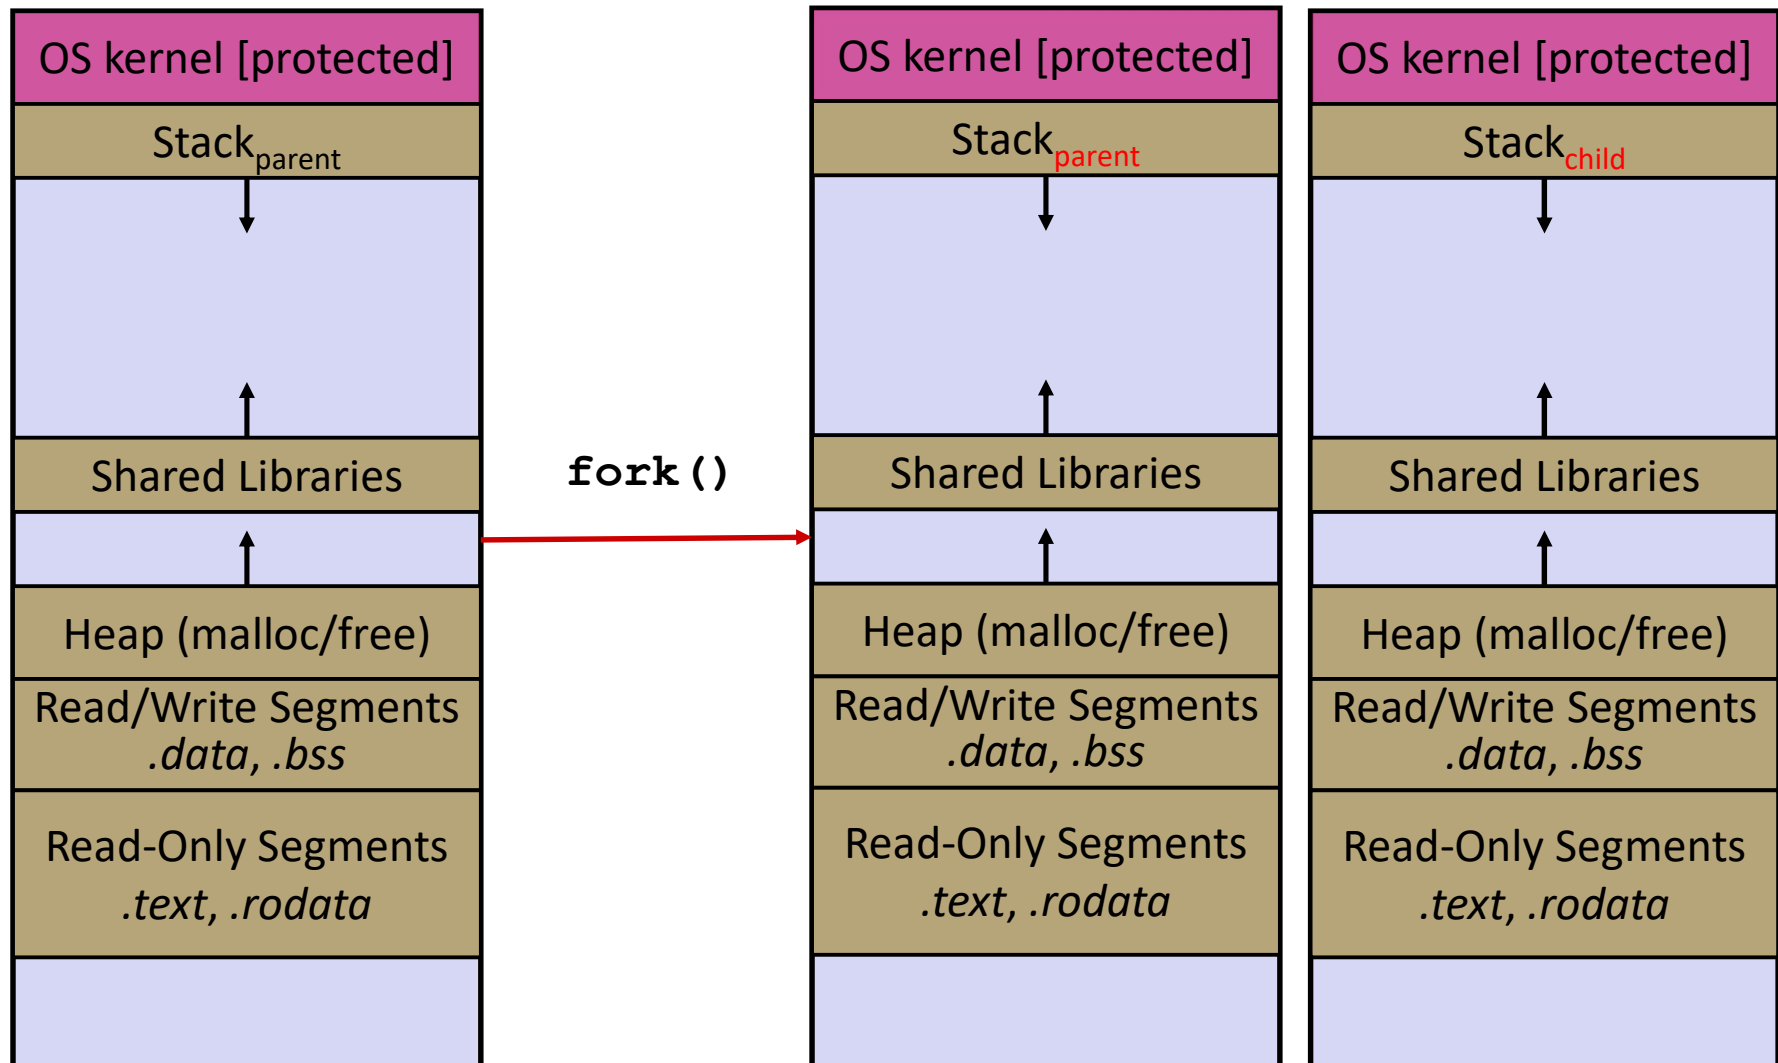 OS kernel [protected]
Stackparent
Shared Libraries
Heap (malloc/free)
Read/Write Segments
.data, .bss
Read-Only Segments
.text, .rodata
fork()
OS kernel [protected]
Stackparent
Shared Libraries
Heap (malloc/free)
Read/Write Segments
.data, .bss
Read-Only Segments
.text, .rodata
OS kernel [protected]
Stackchild
Shared Libraries
Heap (malloc/free)
Read/Write Segments
.data, .bss
Read-Only Segments
.text, .rodata